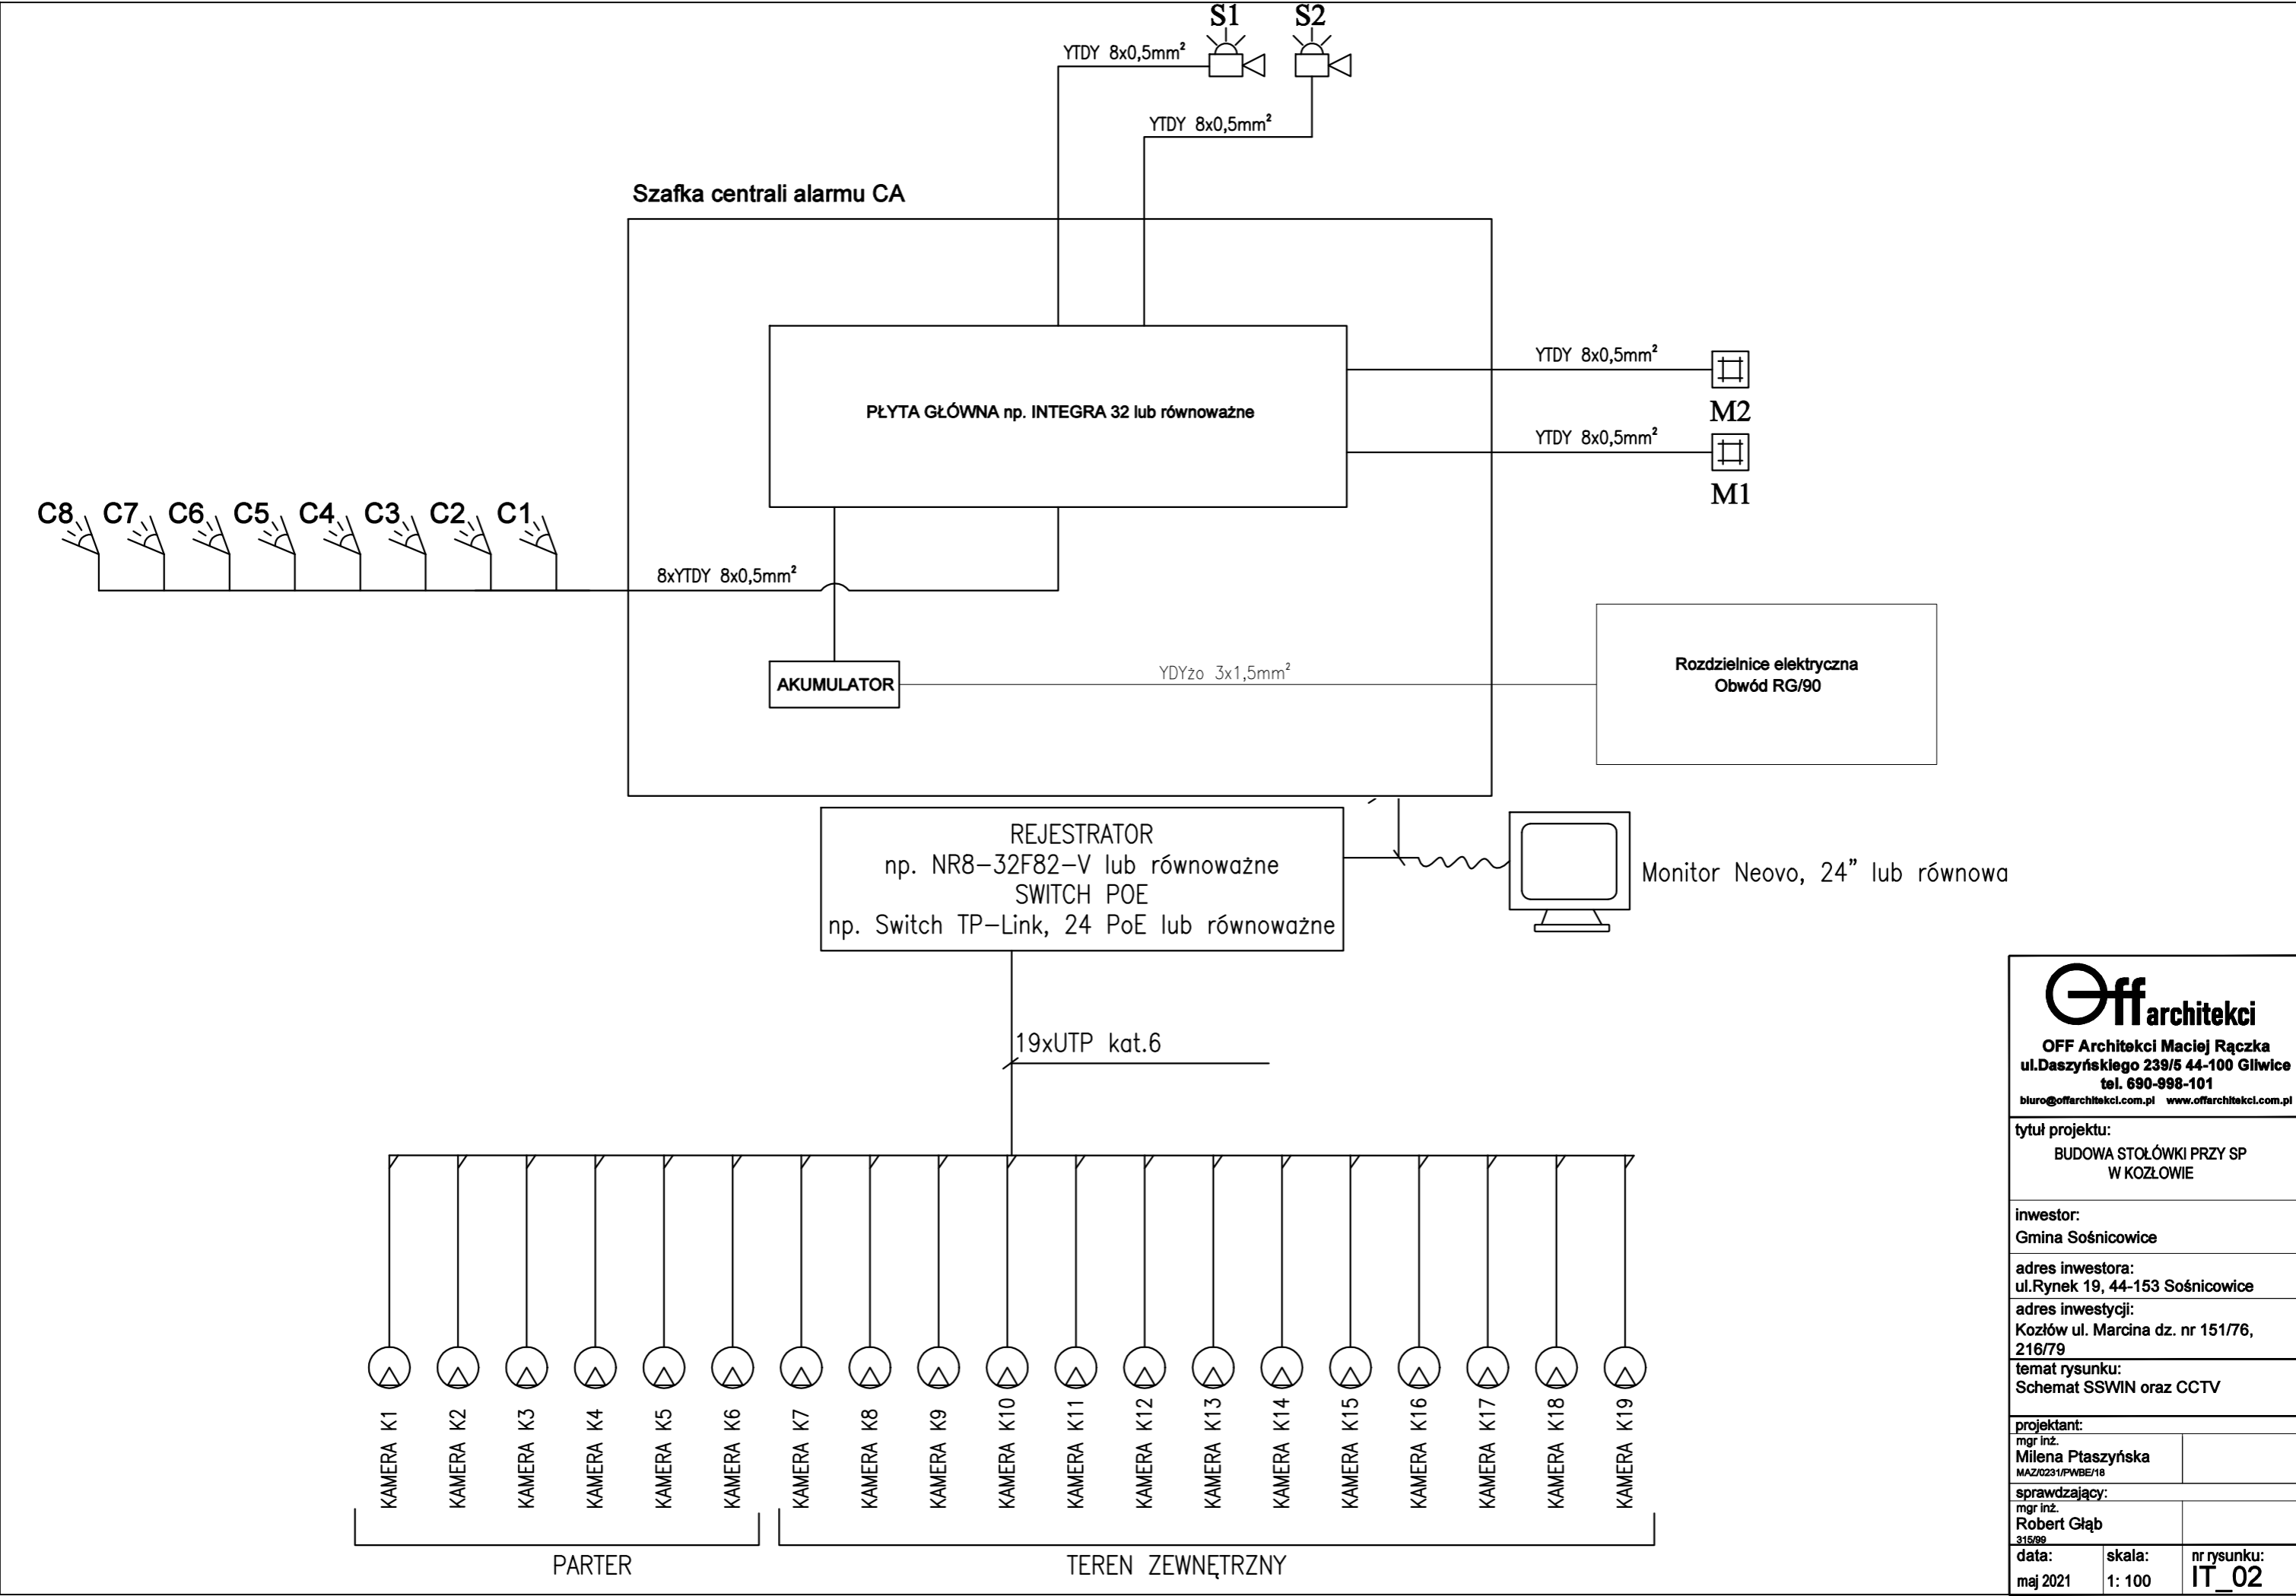 S1 S2
YTDY 8x0,5mm²
YTDY 8x0,5mm²
Szafka centrali alarmu CA
PŁYTA GŁÓWNA np. INTEGRA 32 lub równoważne
YTDY 8x0,5mm²
M2
YTDY 8x0,5mm²
M1
C8 C7 C6 C5 C4 C3 C2 C1
8xYTDY 8x0,5mm²
AKUMULATOR
YDYżo 3x1,5mm²
Rozdzielnice elektryczna
Obwód RG/90
REJESTRATOR
np. NR8-32F82-V lub równoważne
SWITCH POE
np. Switch TP-Link, 24 PoE lub równoważne
Monitor Neovo, 24" lub równowa
19xUTP kat.6
KAMERA K1
KAMERA K2
KAMERA K3
KAMERA K4
KAMERA K5
KAMERA K6
KAMERA K7
KAMERA K8
KAMERA K9
KAMERA K10
KAMERA K11
KAMERA K12
KAMERA K13
KAMERA K14
KAMERA K15
KAMERA K16
KAMERA K17
KAMERA K18
KAMERA K19
PARTER
TEREN ZEWNĘTRZNY
Off architekci
OFF Architekci Maciej Rączka
ul.Daszyńskiego 239/5 44-100 Gliwice
tel. 690-998-101
biuro@offarchitekci.com.pl www.offarchitekci.com.pl
tytuł projektu:
BUDOWA STOŁÓWKI PRZY SP
W KOZŁOWIE
inwestor:
Gmina Sośnicowice
adres inwestora:
ul.Rynek 19, 44-153 Sośnicowice
adres inwestycji:
Kozłów ul. Marcina dz. nr 151/76,
216/79
temat rysunku:
Schemat SSWIN oraz CCTV
projektant:
mgr inż.
Milena Ptaszyńska
MAZ/0231/PWBE/18
sprawdzający:
mgr inż.
Robert Głąb
315/99
data: skala: nr rysunku:
maj 2021 1: 100 IT_02